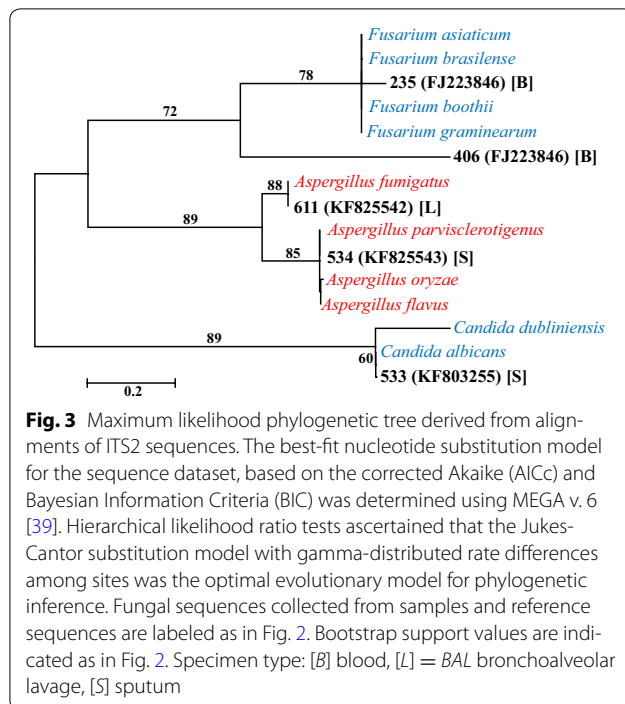 Fusarium asiaticum
Fusarium brasilense
78
235 (FJ223846) [B]
72
Fusarium boothii
Fusarium graminearum
406 (FJ223846) [B]
88
Aspergillus fumigatus
611 (KF825542) [L]
89
Aspergillus parvisclerotigenus
85
534 (KF825543) [S]
Aspergillus oryzae
Aspergillus flavus
Candida dubliniensis
89
Candida albicans
60
533 (KF803255) [S]
0.2
Fig. 3 Maximum likelihood phylogenetic tree derived from align-
ments of ITS2 sequences. The best-fit nucleotide substitution model
for the sequence dataset, based on the corrected Akaike (AICc) and
Bayesian Information Criteria (BIC) was determined using MEGA v. 6
[39]. Hierarchical likelihood ratio tests ascertained that the Jukes-
Cantor substitution model with gamma-distributed rate differences
among sites was the optimal evolutionary model for phylogenetic
inference. Fungal sequences collected from samples and reference
sequences are labeled as in Fig. 2. Bootstrap support values are indi-
cated as in Fig. 2. Specimen type: [B] blood, [L] = BAL bronchoalveolar
lavage, [S] sputum